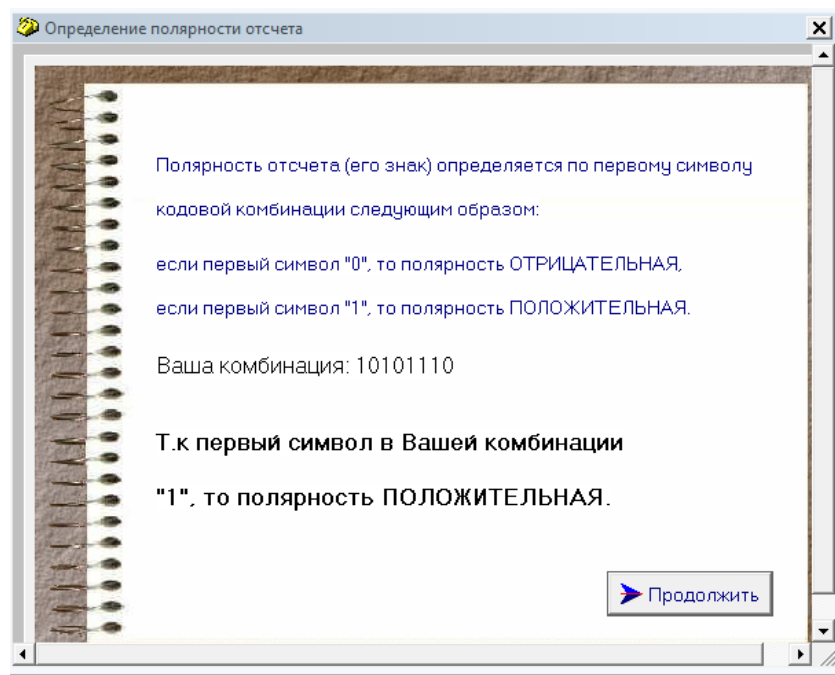 Определение полярности отсчета
Полярность отсчета (его знак) определяется по первому символу
кодовой комбинации следующим образом:
если первый символ "0", то полярность ОТРИЦАТЕЛЬНАЯ,
если первый символ "1", то полярность ПОЛОЖИТЕЛЬНАЯ.
Ваша комбинация: 10101110
Т.к первый символ в Вашей комбинации
"1", то полярность ПОЛОЖИТЕЛЬНАЯ.
Продолжить